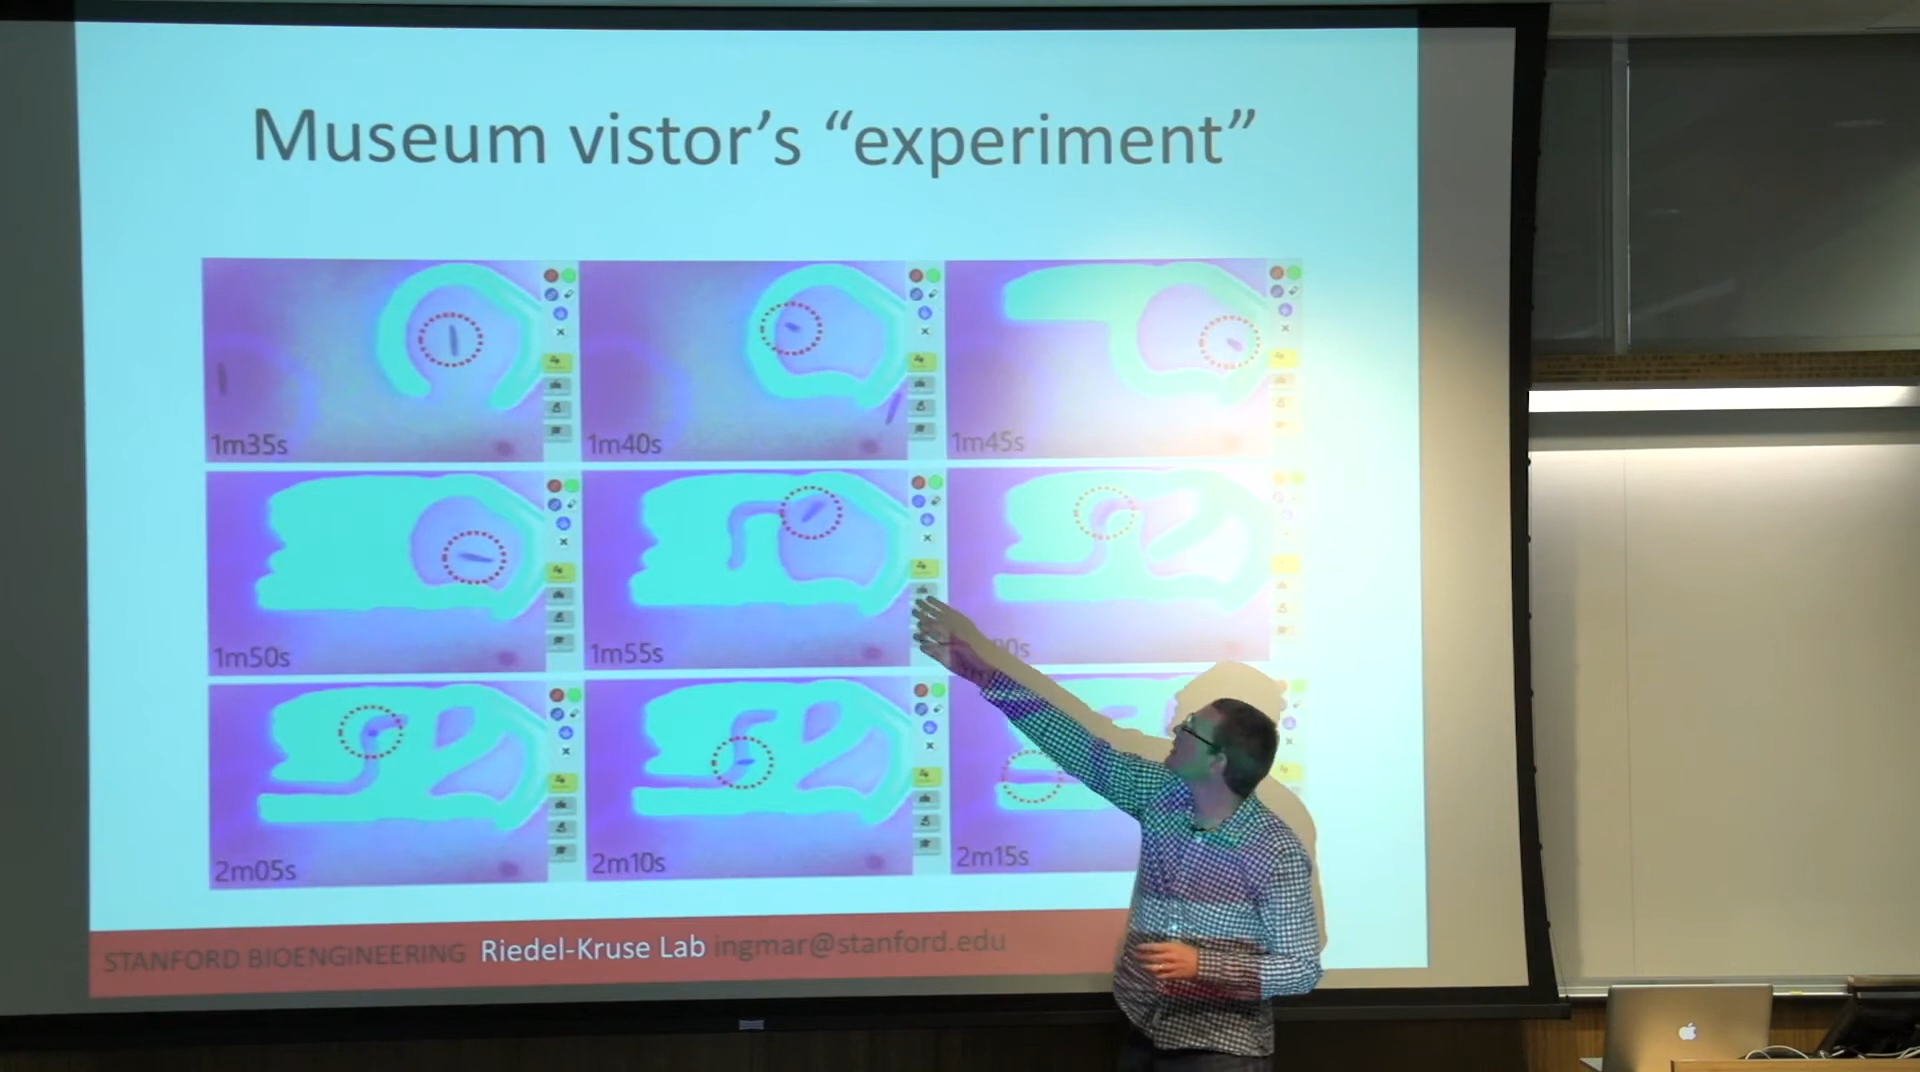 Museum vistor's “experiment”
1m35s
1m40s
1m45s
1m50s
1m55s
2m05s
2m10s
2m15s
STANFORD BIOENGINEERING Riedel-Kruse Lab ingmar@stanford.edu